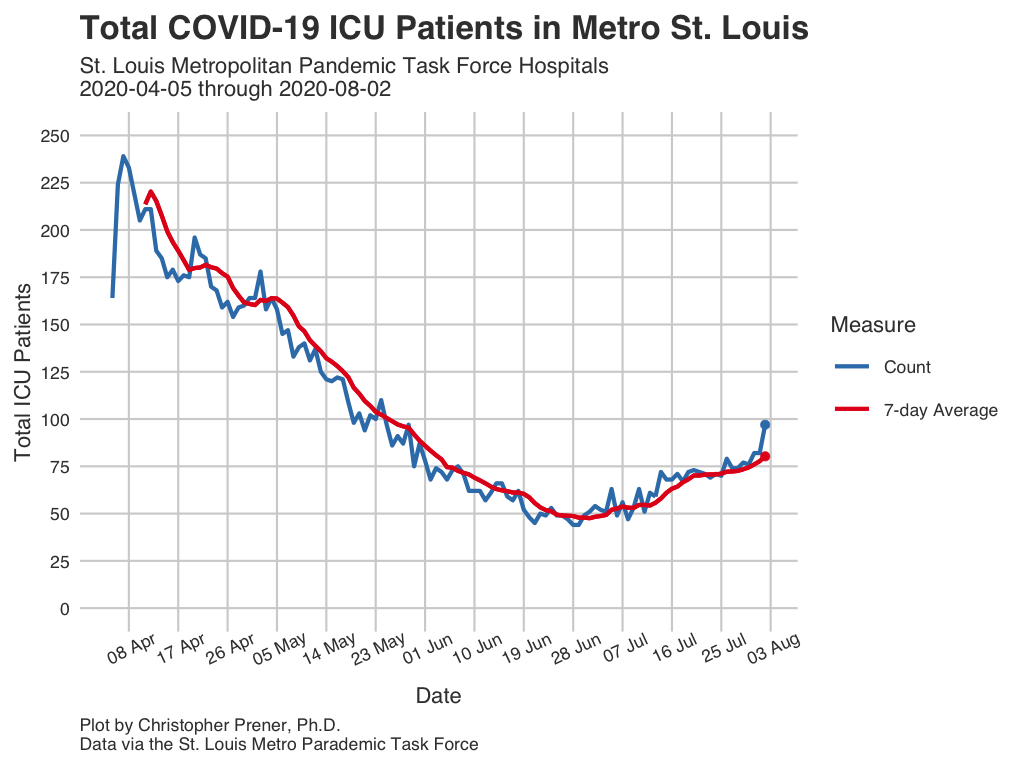 Total COVID-19 ICU Patients in Metro St. Louis
St. Louis Metropolitan Pandemic Task Force Hospitals
2020-04-05 through 2020-08-02
Total ICU Patients
250
225
200
175
150
125
100
75
50
25
0
08 Apr
17 Apr
26 Apr
05 May
14 May
23 May
01 Jun
10 Jun
19 Jun
28 Jun
07 Jul
16 Jul
25 Jul
03 Aug
Date
Measure
Count
7-day Average
Plot by Christopher Prener, Ph.D.
Data via the St. Louis Metro Parademic Task Force